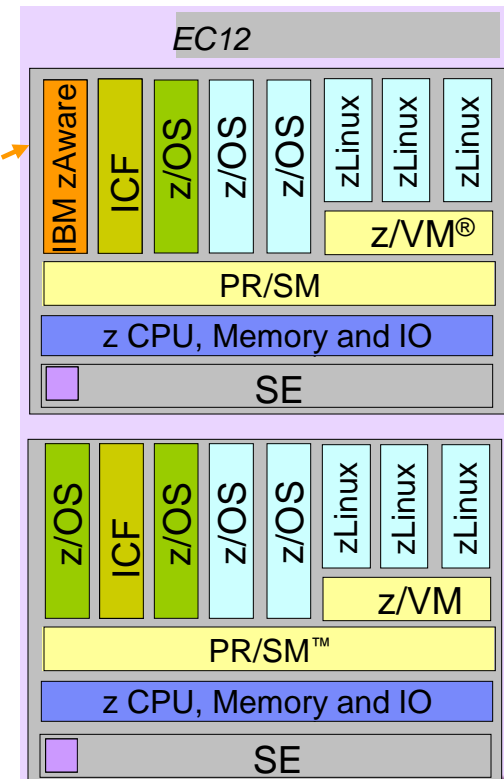 EC12
IBM zAware
ICF
z/OS
z/OS
z/OS
zLinux
zLinux
zLinux
z/VM®
PR/SM
z CPU, Memory and IO
SE
z/OS
ICF
z/OS
z/OS
z/OS
zLinux
zLinux
zLinux
z/VM
PR/SM™
z CPU, Memory and IO
SE